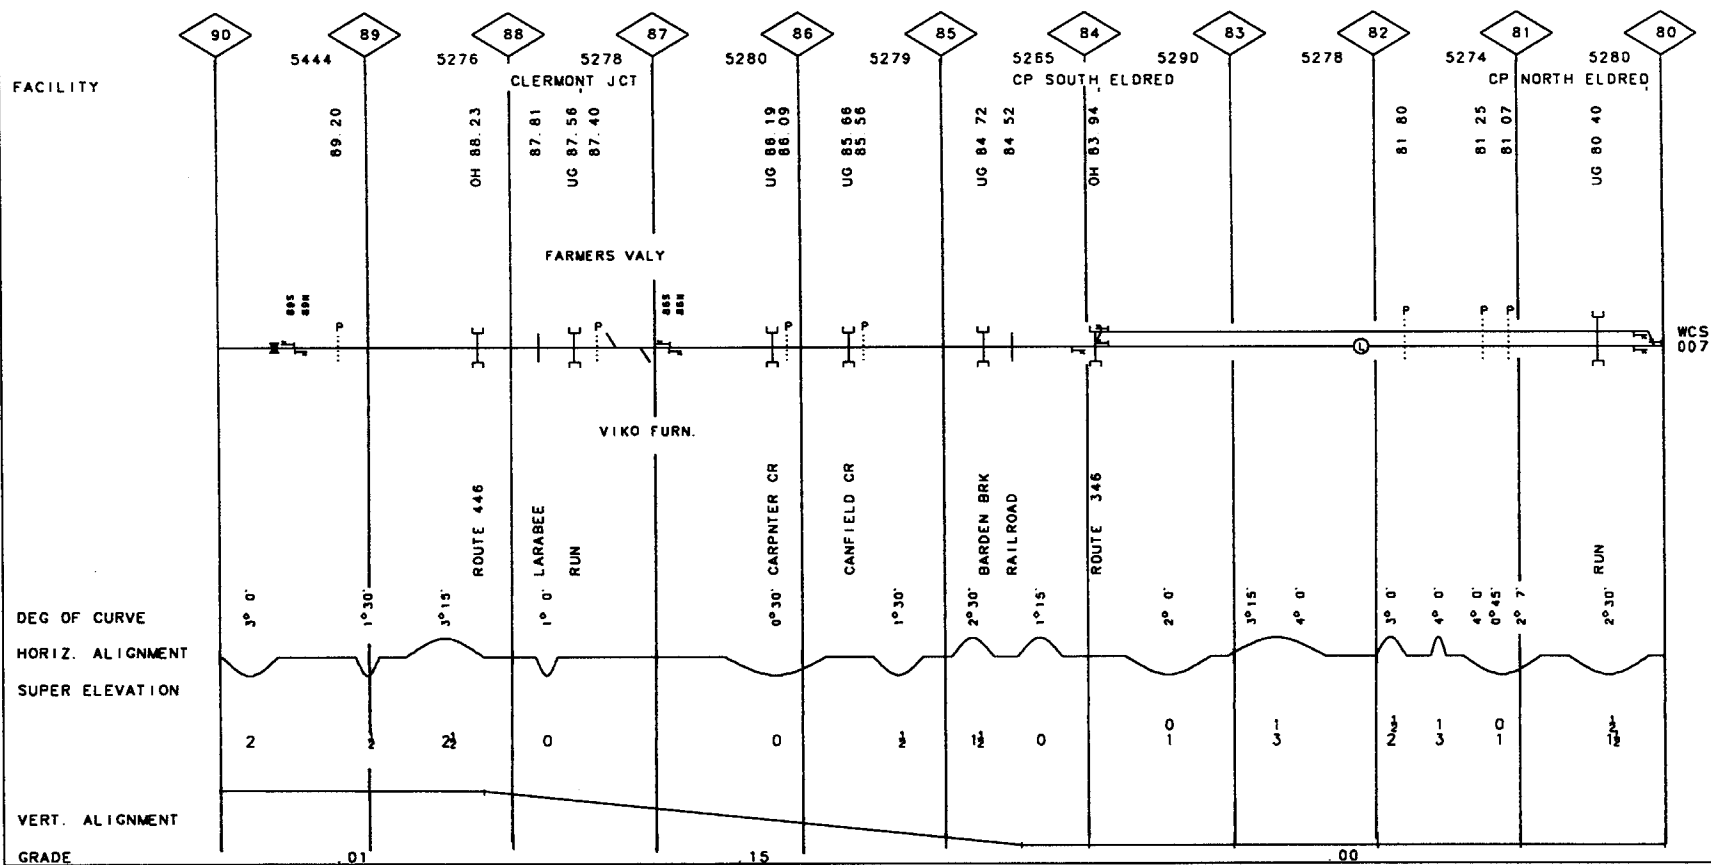 90 89 88 87 86 85 84 83 82 81 80
5444 5276 5278 5280 5279 5265 5290 5278 5274 5280
FACILITY CLERMONT JCT CP SOUTH ELDRED CP NORTH ELDRED
89.20
OH 88.23
87.81
UG 87.56
87.40
UG 86.19
86.09
UG 85.66
85.56
UG 84 72
84 52
OH 83 94
81 80
81 25
81 07
UG 80 40
FARMERS VALY
89S
89N
86S
86N
P P P P P P P
L
WCS
007
VIKO FURN.
ROUTE 446
LARABEE
RUN
CARPNTER CR
CANFIELD CR
BARDEN BRK
RAILROAD
ROUTE 346
RUN
DEG OF CURVE 3° 0' 1° 30' 3° 15' 1° 0' 0° 30' 1° 30' 2° 30' 1° 15' 2° 0' 3° 15' 4° 0' 3° 0' 4° 0' 4° 0' 0° 45' 2° 7' 2° 30'
HORIZ. ALIGNMENT
SUPER ELEVATION
0 1 ½ 1 0 ½
2 ½ 2½ 0 0 ½ 1½ 0 1 3 2 3 1 1½
VERT. ALIGNMENT
GRADE .01 .15 .00